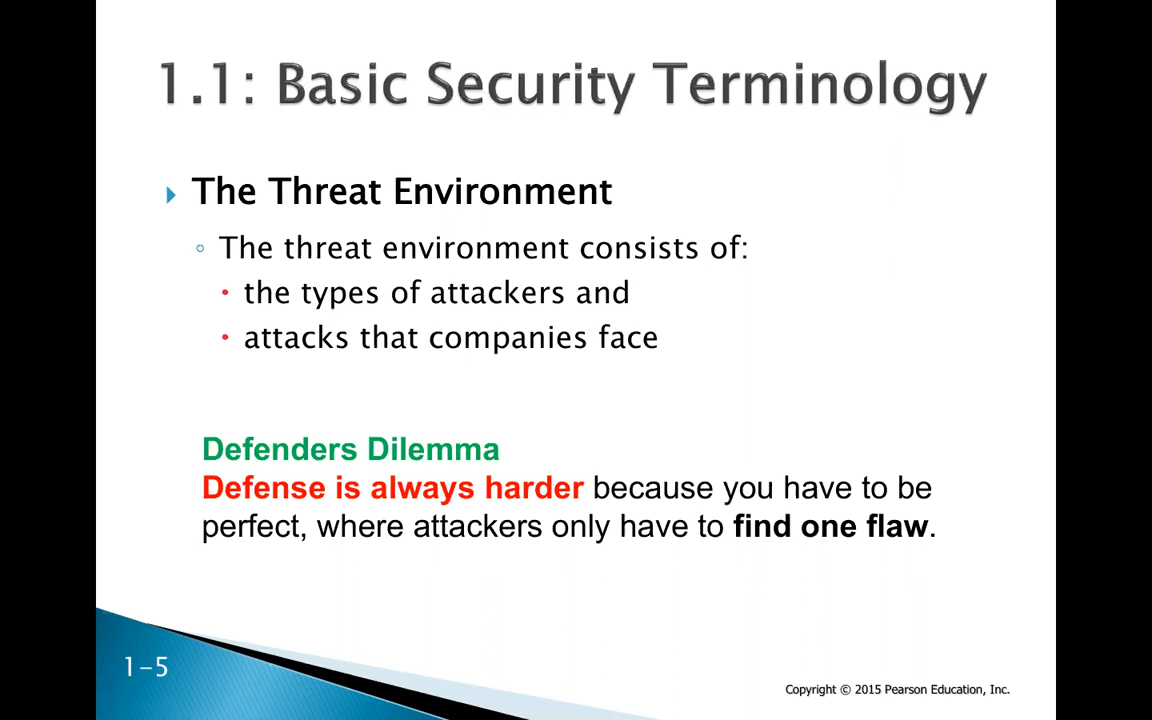 1.1: Basic Security Terminology
The Threat Environment
The threat environment consists of:
the types of attackers and
attacks that companies face
Defenders Dilemma
Defense is always harder because you have to be
perfect, where attackers only have to find one flaw.
1-5
Copyright © 2015 Pearson Education, Inc.